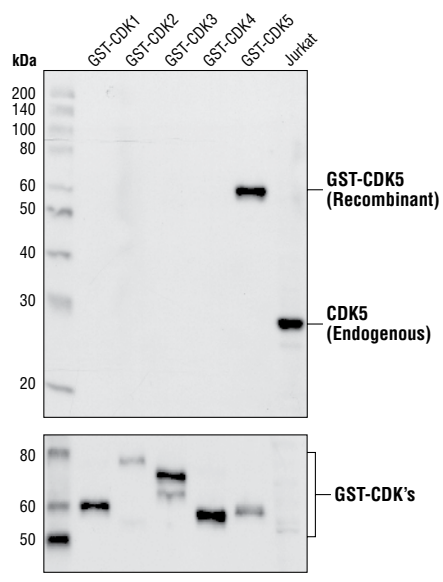 GST-CDK1
GST-CDK2
GST-CDK3
GST-CDK4
GST-CDK5
Jurkat
kDa
200
140
100
80
60
50
40
30
20
GST-CDK5
(Recombinant)
CDK5
(Endogenous)
80
60
50
GST-CDK's